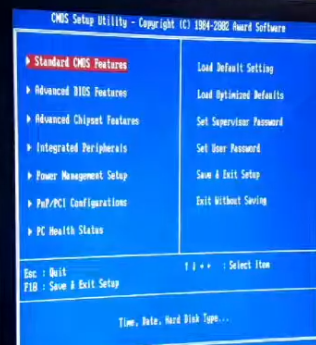 CMOS Setup Utility - Copyright (C) 1984-2002 Award Software
Standard CMOS Features
Advanced BIOS Features
Advanced Chipset Features
Integrated Peripherals
Power Management Setup
PnP/PCI Configurations
PC Health Status
Load Default Setting
Load Optimized Defaults
Set Supervisor Password
Set User Password
Save & Exit Setup
Exit Without Saving
Esc : Quit
F10 : Save & Exit Setup
↑ ↓ → ← : Select Item
Time, Date, Hard Disk Type...